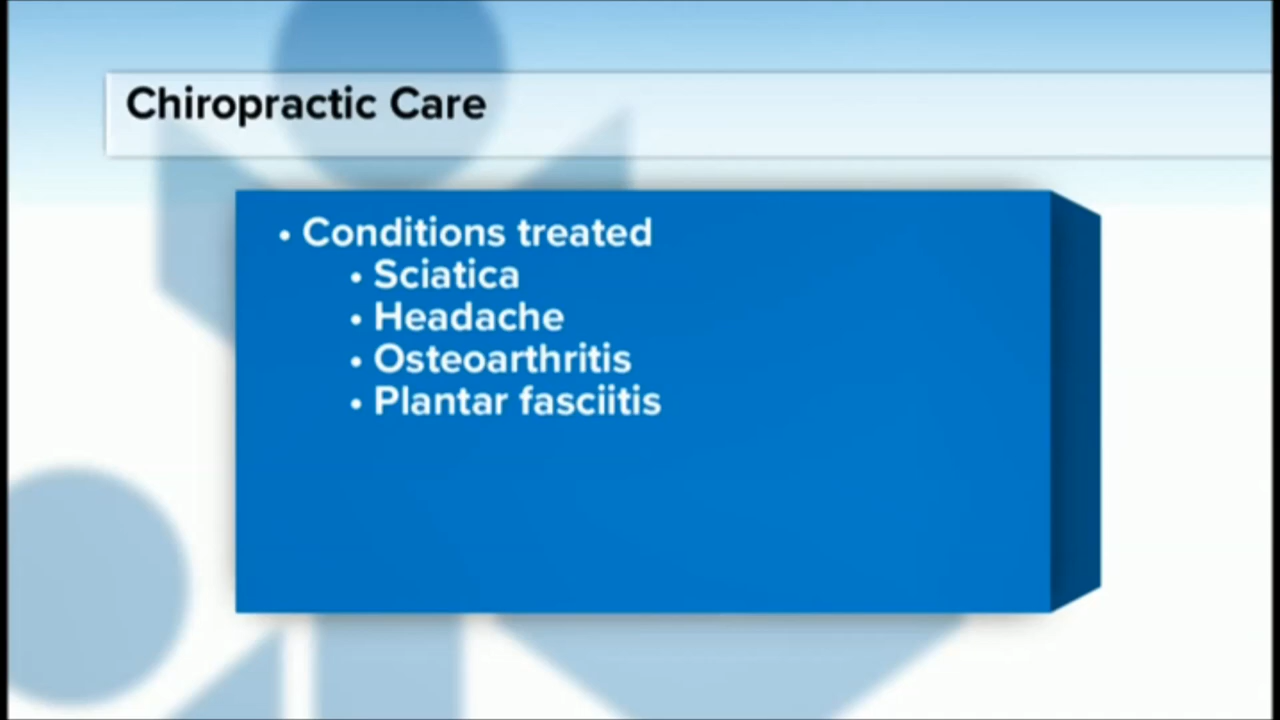 Chiropractic Care
• Conditions treated
• Sciatica
• Headache
• Osteoarthritis
• Plantar fasciitis